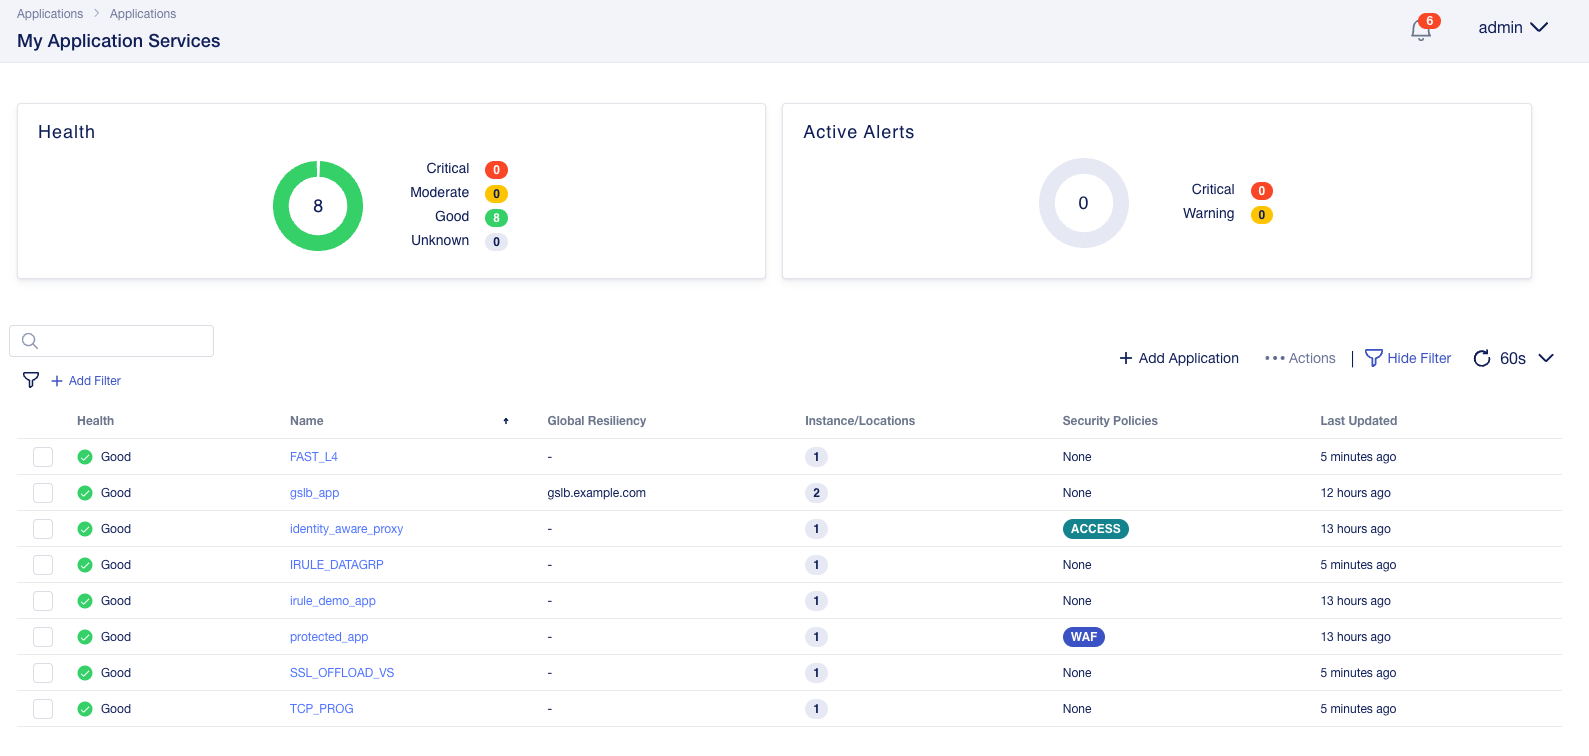 Applications > Applications
My Application Services
6
admin
Health
8
Critical 0
Moderate 0
Good 8
Unknown 0
Active Alerts
0
Critical 0
Warning 0
+ Add Application ••• Actions | Hide Filter 60s
+ Add Filter
Health Name Global Resiliency Instance/Locations Security Policies Last Updated
Good FAST_L4 - 1 None 5 minutes ago
Good gslb_app gslb.example.com 2 None 12 hours ago
Good identity_aware_proxy - 1 ACCESS 13 hours ago
Good IRULE_DATAGRP - 1 None 5 minutes ago
Good irule_demo_app - 1 None 13 hours ago
Good protected_app - 1 WAF 13 hours ago
Good SSL_OFFLOAD_VS - 1 None 5 minutes ago
Good TCP_PROG - 1 None 5 minutes ago